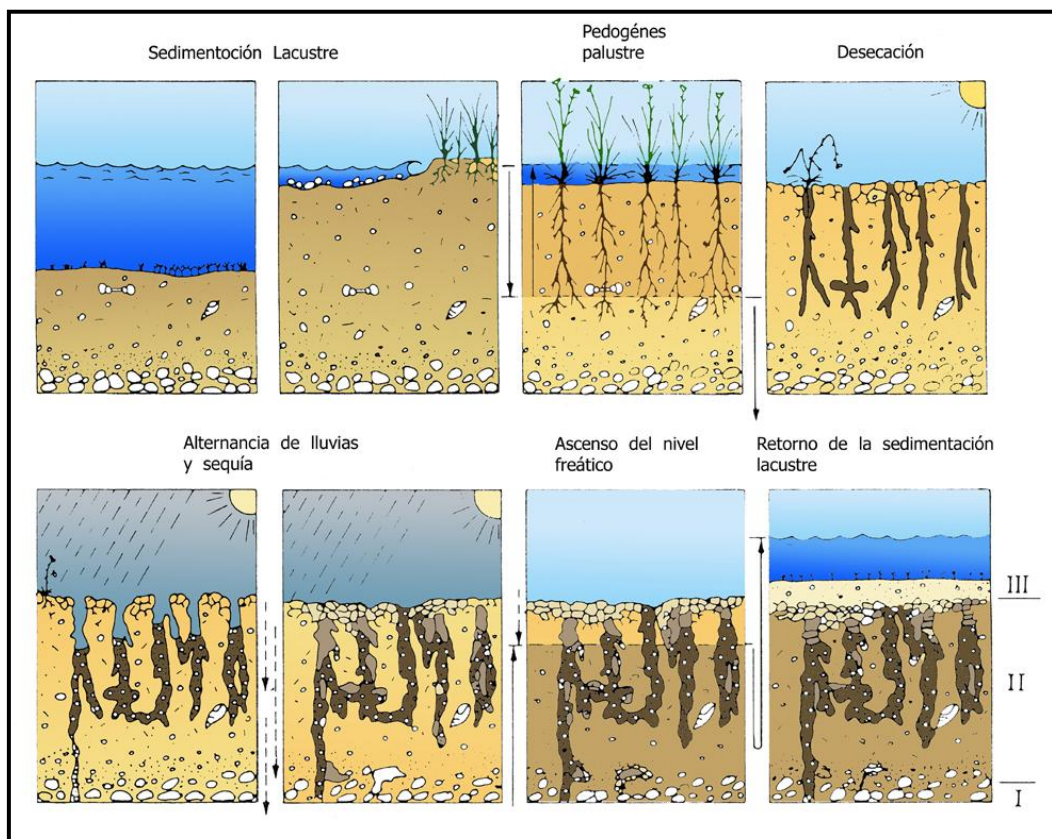 Sedimentoción Lacustre
Pedogénes
palustre
Desecación
Alternancia de lluvias
y sequía
Ascenso del nivel
freático
Retorno de la sedimentación
lacustre
III
II
I